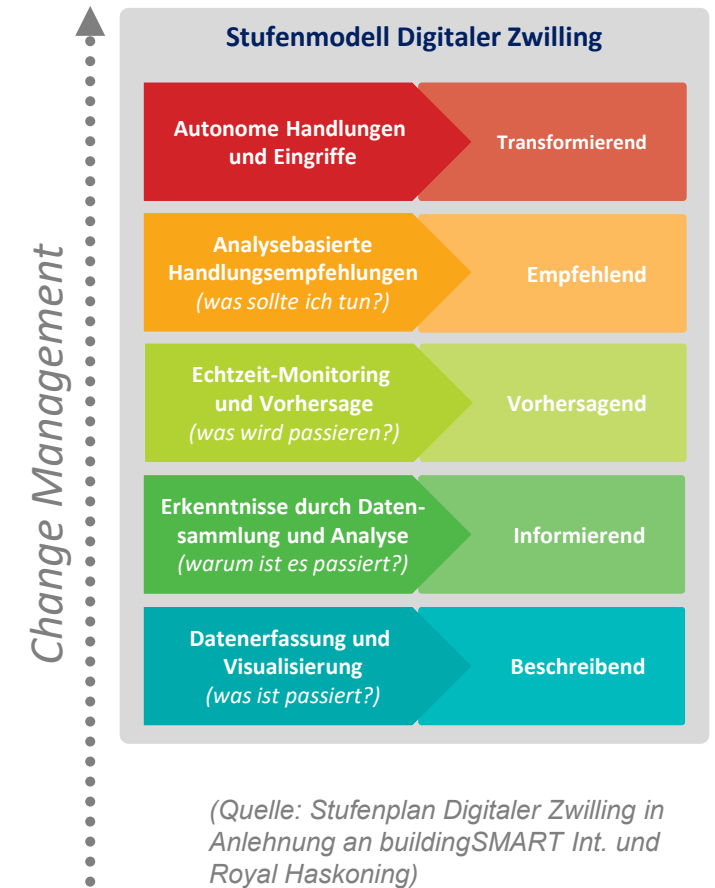 Stufenmodell Digitaler Zwilling
Autonome Handlungen
und Eingriffe
Transformierend
Analysebasierte
Handlungsempfehlungen
(was sollte ich tun?)
Empfehlend
Echtzeit-Monitoring
und Vorhersage
(was wird passieren?)
Vorhersagend
Erkenntnisse durch Daten-
sammlung und Analyse
(warum ist es passiert?)
Informierend
Datenerfassung und
Visualisierung
(was ist passiert?)
Beschreibend
Change Management
(Quelle: Stufenplan Digitaler Zwilling in
Anlehnung an buildingSMART Int. und
Royal Haskoning)